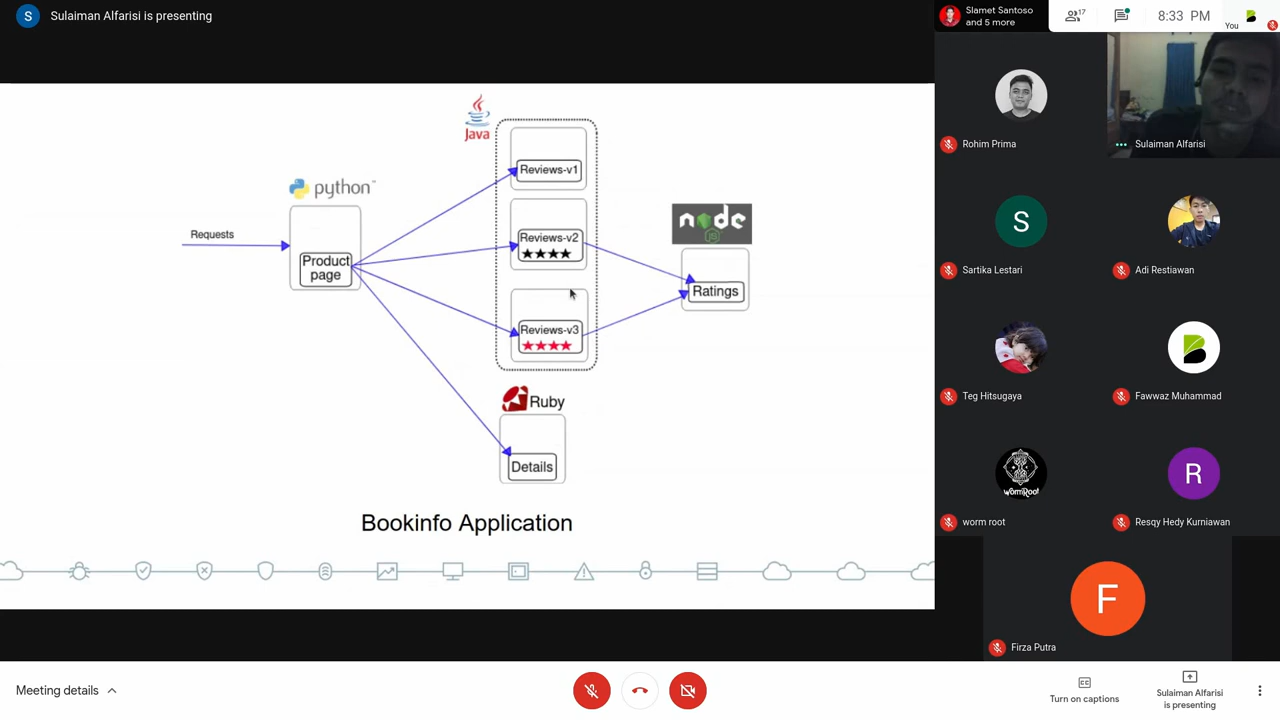 S
Sulaiman Alfarisi is presenting
Slamet Santoso
and 5 more
17
8:33 PM
You
Java
python
Requests
Product
page
Reviews-v1
Reviews-v2
Reviews-v3
node
JS
Ratings
Ruby
Details
Bookinfo Application
Rohim Prima
Sulaiman Alfarisi
S
Sartika Lestari
Adi Restiawan
Teg Hitsugaya
Fawwaz Muhammad
WormRoot
worm root
R
Resqy Hedy Kurniawan
F
Firza Putra
Meeting details
CC
Turn on captions
Sulaiman Alfarisi
is presenting